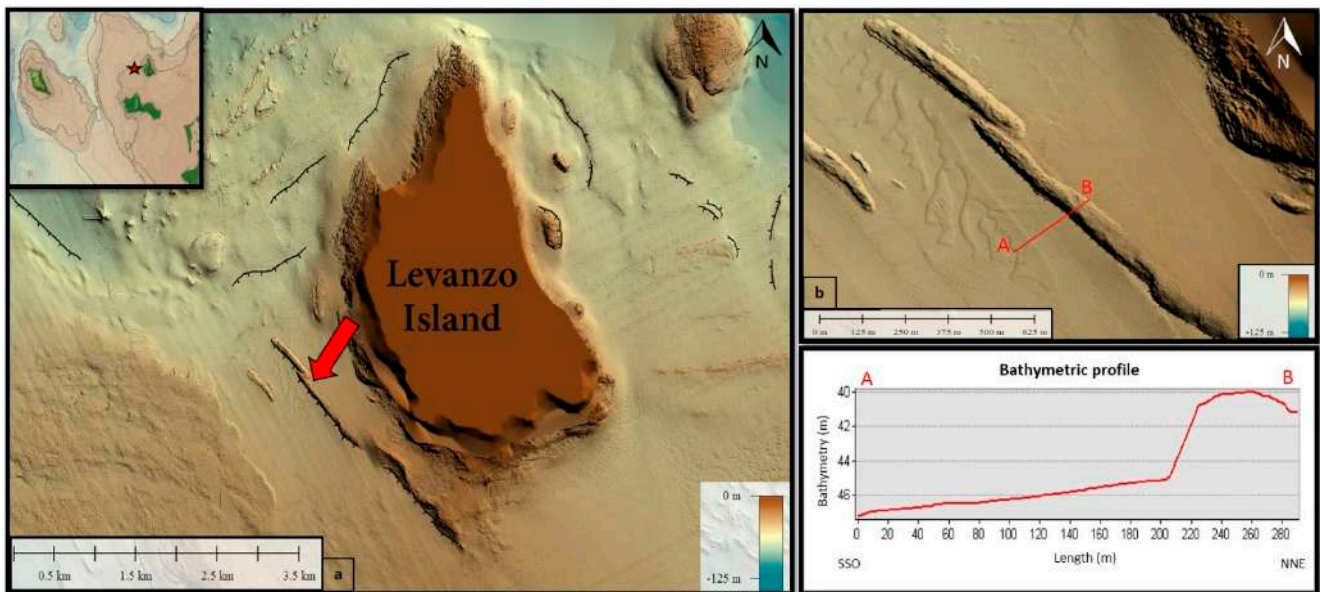 N
Levanzo
Island
0 m
-125 m
0.5 km 1.5 km 2.5 km 3.5 km
a
N
B
A
b
0 m 125 m 250 m 375 m 500 m 625 m
0 m
-125 m
Bathymetric profile
A
B
Bathymetry (m)
40
42
44
46
0 20 40 60 80 100 120 140 160 180 200 220 240 260 280
Length (m)
SSO
NNE